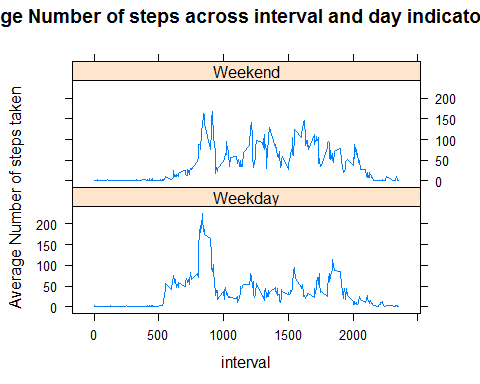 ge Number of steps across interval and day indicato
Weekend
200
150
100
50
0
Weekday
200
150
100
50
0
Average Number of steps taken
0 500 1000 1500 2000
interval